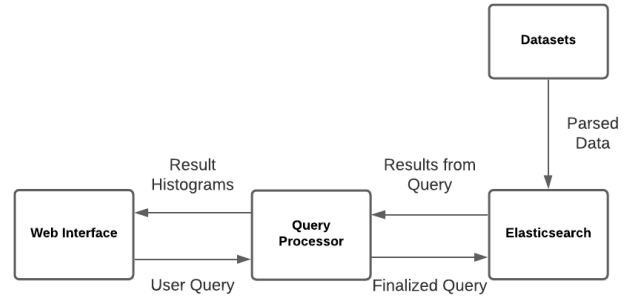 Datasets
Parsed
Data
Result
Histograms
Results from
Query
Web Interface
Query
Processor
Elasticsearch
User Query
Finalized Query